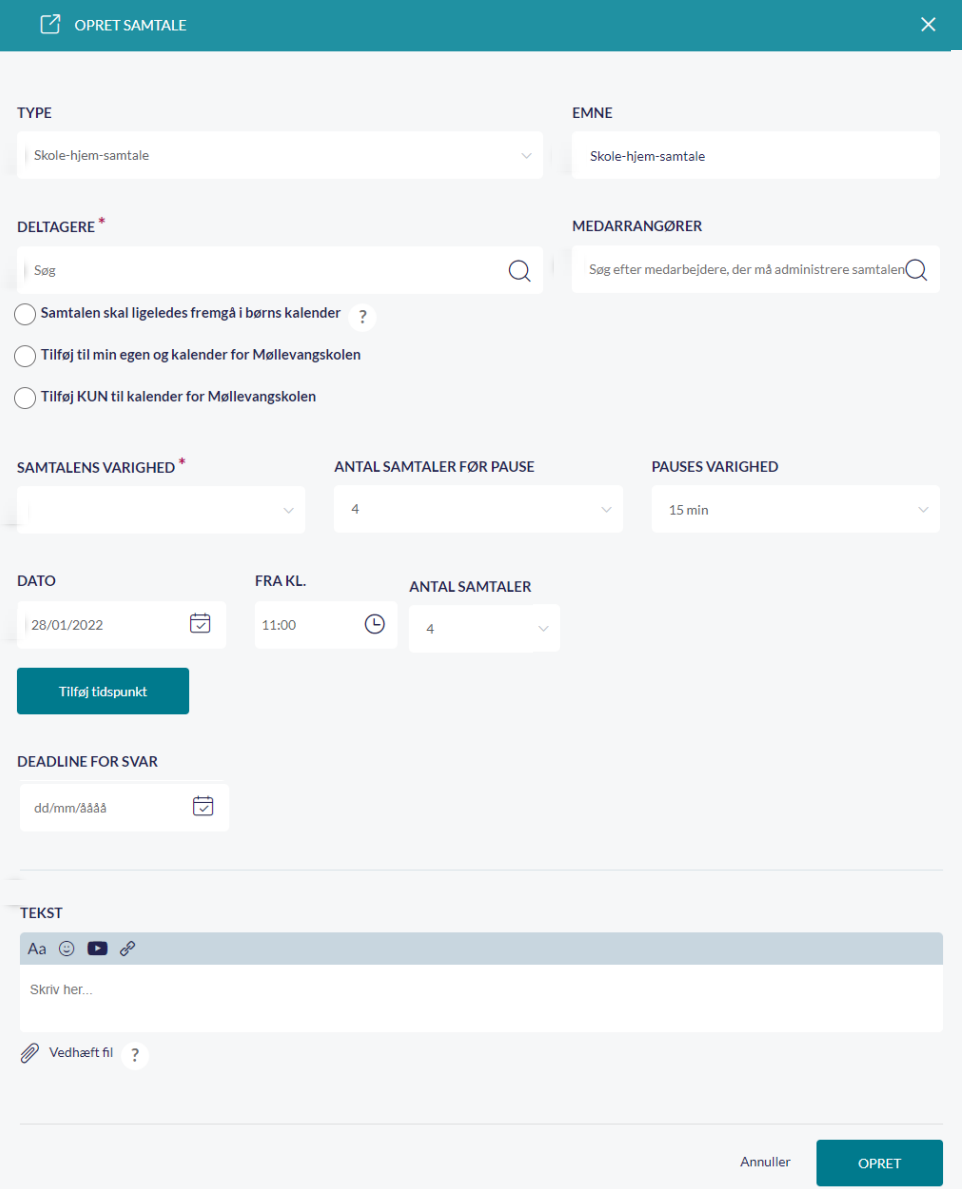 OPRET SAMTALE
TYPE
EMNE
Skole-hjem-samtale
Skole-hjem-samtale
DELTAGERE *
MEDARRANGØRER
Søg
Søg efter medarbejdere, der må administrere samtalen
Samtalen skal ligeledes fremgå i børns kalender ?
Tilføj til min egen og kalender for Møllevangskolen
Tilføj KUN til kalender for Møllevangskolen
SAMTALENS VARIGHED *
ANTAL SAMTALER FØR PAUSE
PAUSES VARIGHED
4
15 min
DATO
FRA KL.
ANTAL SAMTALER
28/01/2022
11:00
4
Tilføj tidspunkt
DEADLINE FOR SVAR
dd/mm/åååå
TEKST
Aa
Skriv her...
Vedhæft fil ?
Annuller
OPRET